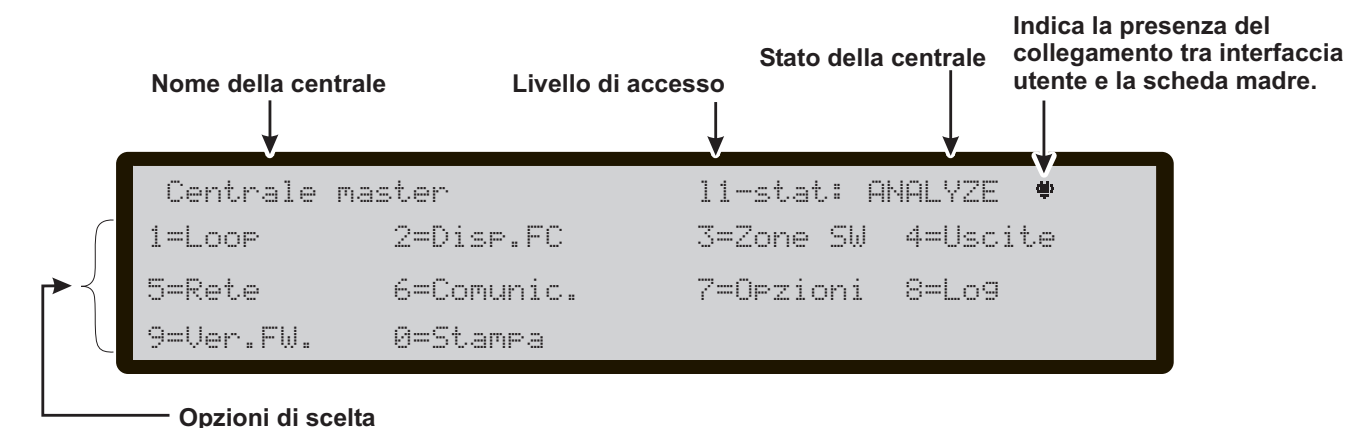 Indica la presenza del
collegamento tra interfaccia
utente e la scheda madre.
Stato della centrale
Nome della centrale
Livello di accesso
Centrale master l1-stat: ANALYZE
1=Loop 2=Disp.FC 3=Zone SW 4=Uscite
5=Rete 6=Comunic. 7=Opzioni 8=Log
9=Ver.FW. 0=Stampa
Opzioni di scelta